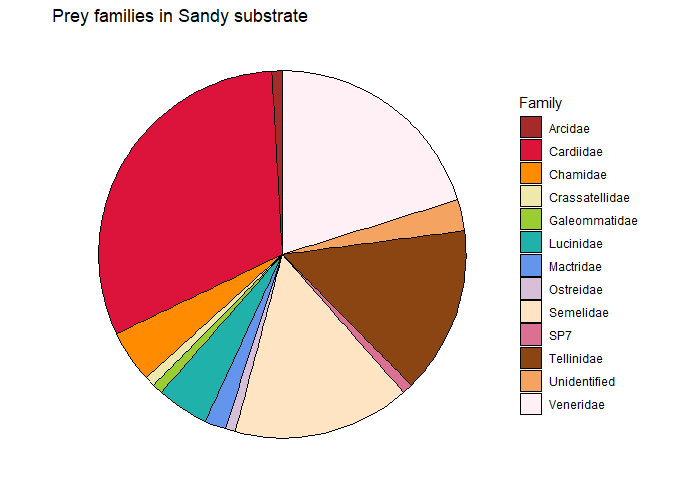 Prey families in Sandy substrate
Family
Arcidae
Cardiidae
Chamidae
Crassatellidae
Galeommatidae
Lucinidae
Mactridae
Ostreidae
Semelidae
SP7
Tellinidae
Unidentified
Veneridae